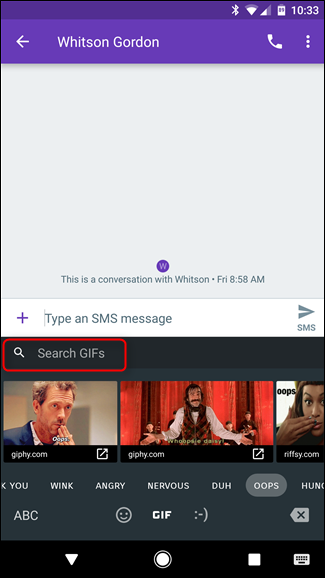 10:33
Whitson Gordon
W
This is a conversation with Whitson • Fri 8:58 AM
Type an SMS message
SMS
Search GIFs
Oops.
Whoopsie daisy!
oops
giphy.com
giphy.com
riffsy.com
K YOU WINK ANGRY NERVOUS DUH OOPS HUNG
ABC GIF :-)